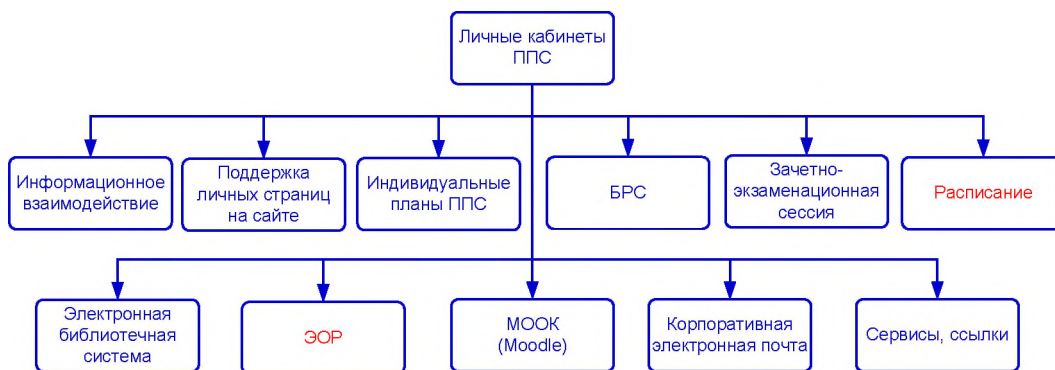 Личные кабинеты
ППС
Информационное
взаимодействие
Поддержка
личных страниц
на сайте
Индивидуальные
планы ППС
БРС
Зачетно-
экзаменационная
сессия
Расписание
Электронная
библиотечная
система
ЭОР
МООК
(Moodle)
Корпоративная
электронная почта
Сервисы, ссылки